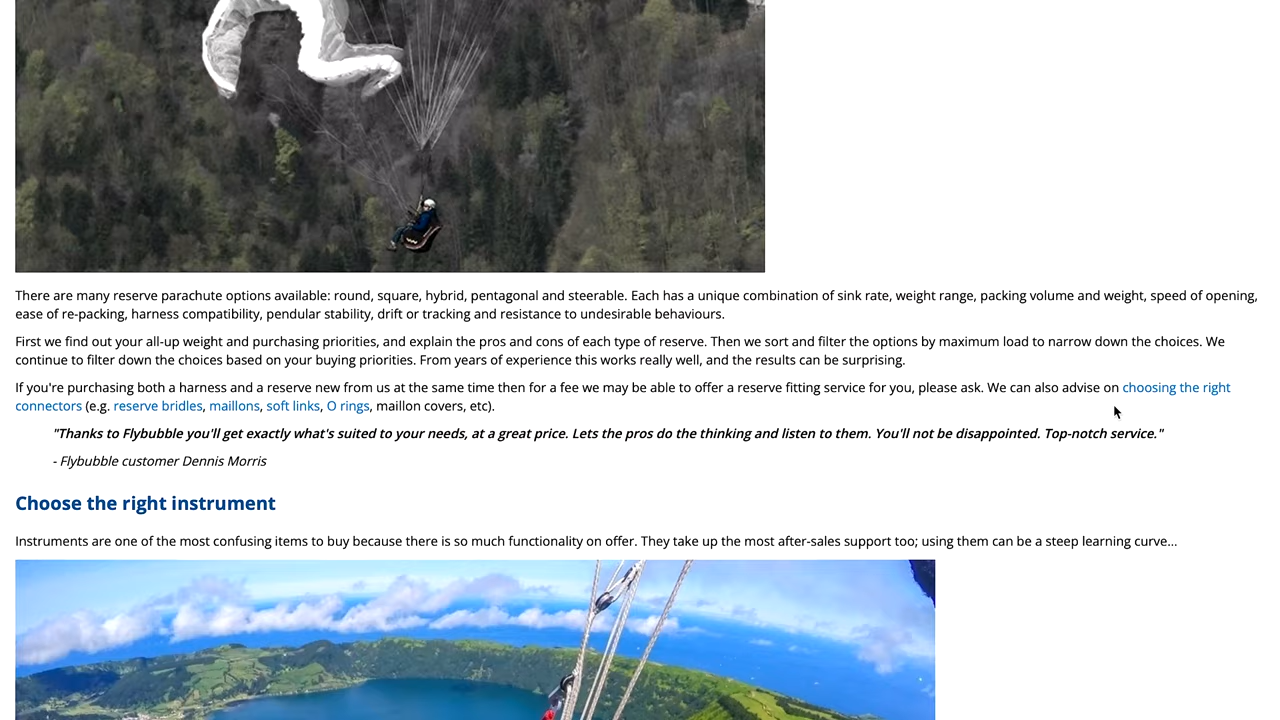 There are many reserve parachute options available: round, square, hybrid, pentagonal and steerable. Each has a unique combination of sink rate, weight range, packing volume and weight, speed of opening,
ease of re-packing, harness compatibility, pendular stability, drift or tracking and resistance to undesirable behaviours.
First we find out your all-up weight and purchasing priorities, and explain the pros and cons of each type of reserve. Then we sort and filter the options by maximum load to narrow down the choices. We
continue to filter down the choices based on your buying priorities. From years of experience this works really well, and the results can be surprising.
If you're purchasing both a harness and a reserve new from us at the same time then for a fee we may be able to offer a reserve fitting service for you, please ask. We can also advise on choosing the right
connectors (e.g. reserve bridles, maillons, soft links, O rings, maillon covers, etc).
"Thanks to Flybubble you'll get exactly what's suited to your needs, at a great price. Lets the pros do the thinking and listen to them. You'll not be disappointed. Top-notch service."
- Flybubble customer Dennis Morris
Choose the right instrument
Instruments are one of the most confusing items to buy because there is so much functionality on offer. They take up the most after-sales support too; using them can be a steep learning curve...